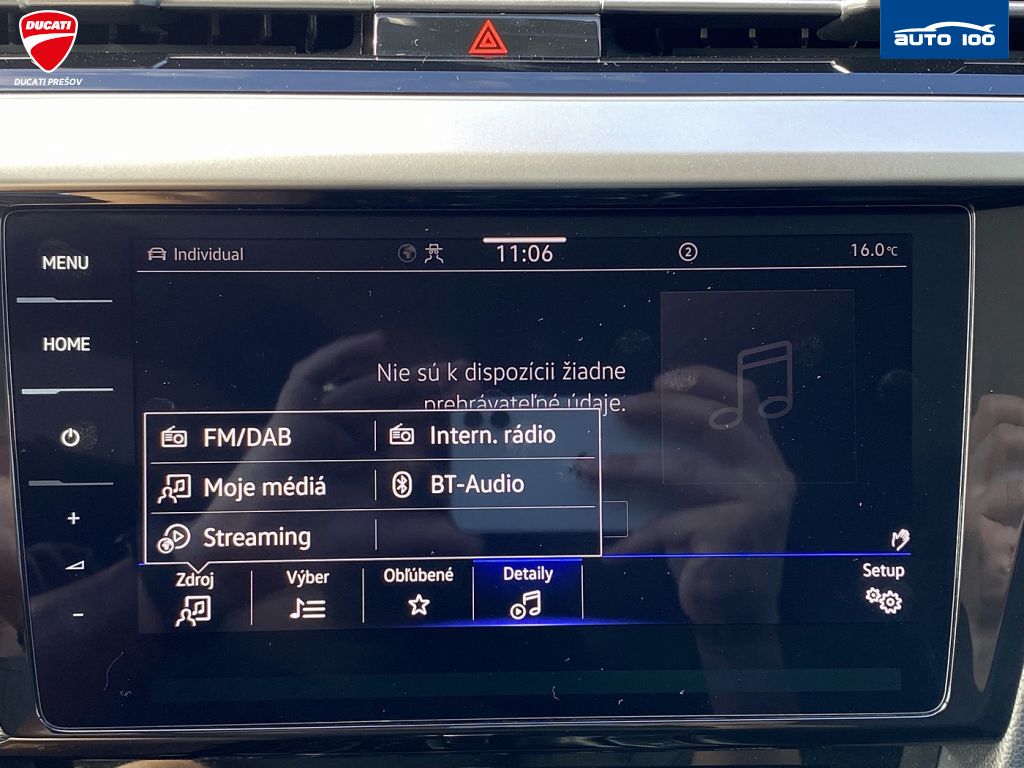 DUCATI
DUCATI PREŠOV
AUTO 100
MENU
HOME
Individual
11:06
2
16.0°C
Nie sú k dispozícii žiadne
prehrávateľné údaje.
FM/DAB
Intern. rádio
Moje médiá
BT-Audio
Streaming
Zdroj
Výber
Obľúbené
Detaily
Setup
+
-